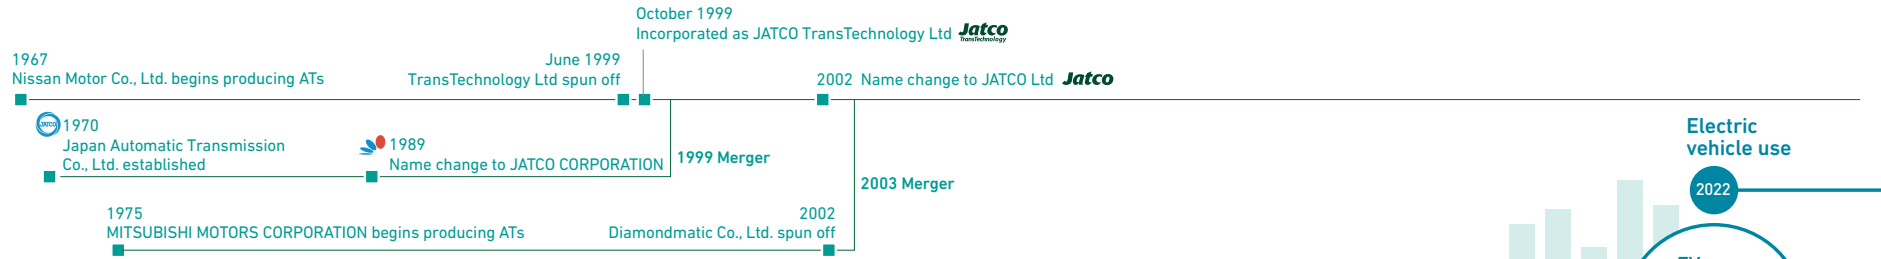 October 1999
Incorporated as JATCO TransTechnology Ltd Jatco
TransTechnology
1967
Nissan Motor Co., Ltd. begins producing ATs
June 1999
TransTechnology Ltd spun off
2002 Name change to JATCO Ltd Jatco
JATCO
1970
Japan Automatic Transmission
Co., Ltd. established
1989
Name change to JATCO CORPORATION
1999 Merger
2003 Merger
1975
MITSUBISHI MOTORS CORPORATION begins producing ATs
2002
Diamondmatic Co., Ltd. spun off
Electric
vehicle use
2022